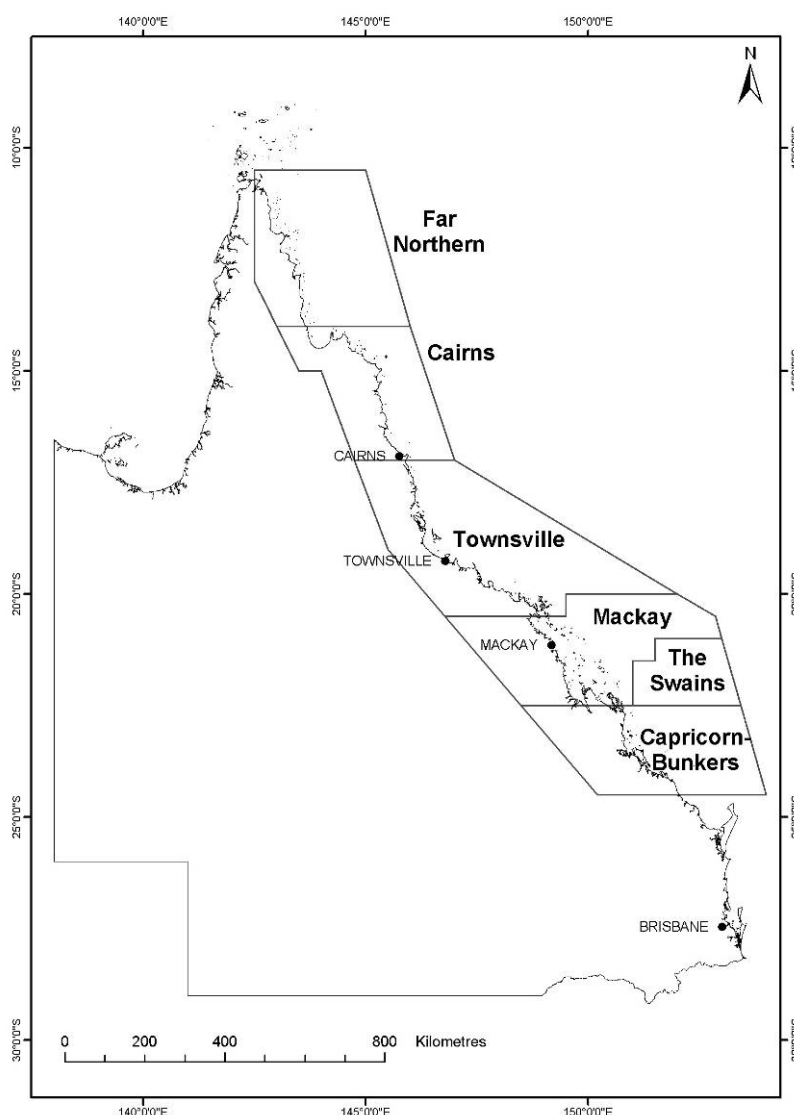 140°0'0"E 145°0'0"E 150°0'0"E
N
10°0'0"S
Far
Northern
Cairns
15°0'0"S
CAIRNS
Townsville
TOWNSVILLE
20°0'0"S
Mackay
MACKAY
The
Swains
Capricorn-
Bunkers
25°0'0"S
BRISBANE
0 200 400 800 Kilometres
30°0'0"S
140°0'0"E 145°0'0"E 150°0'0"E